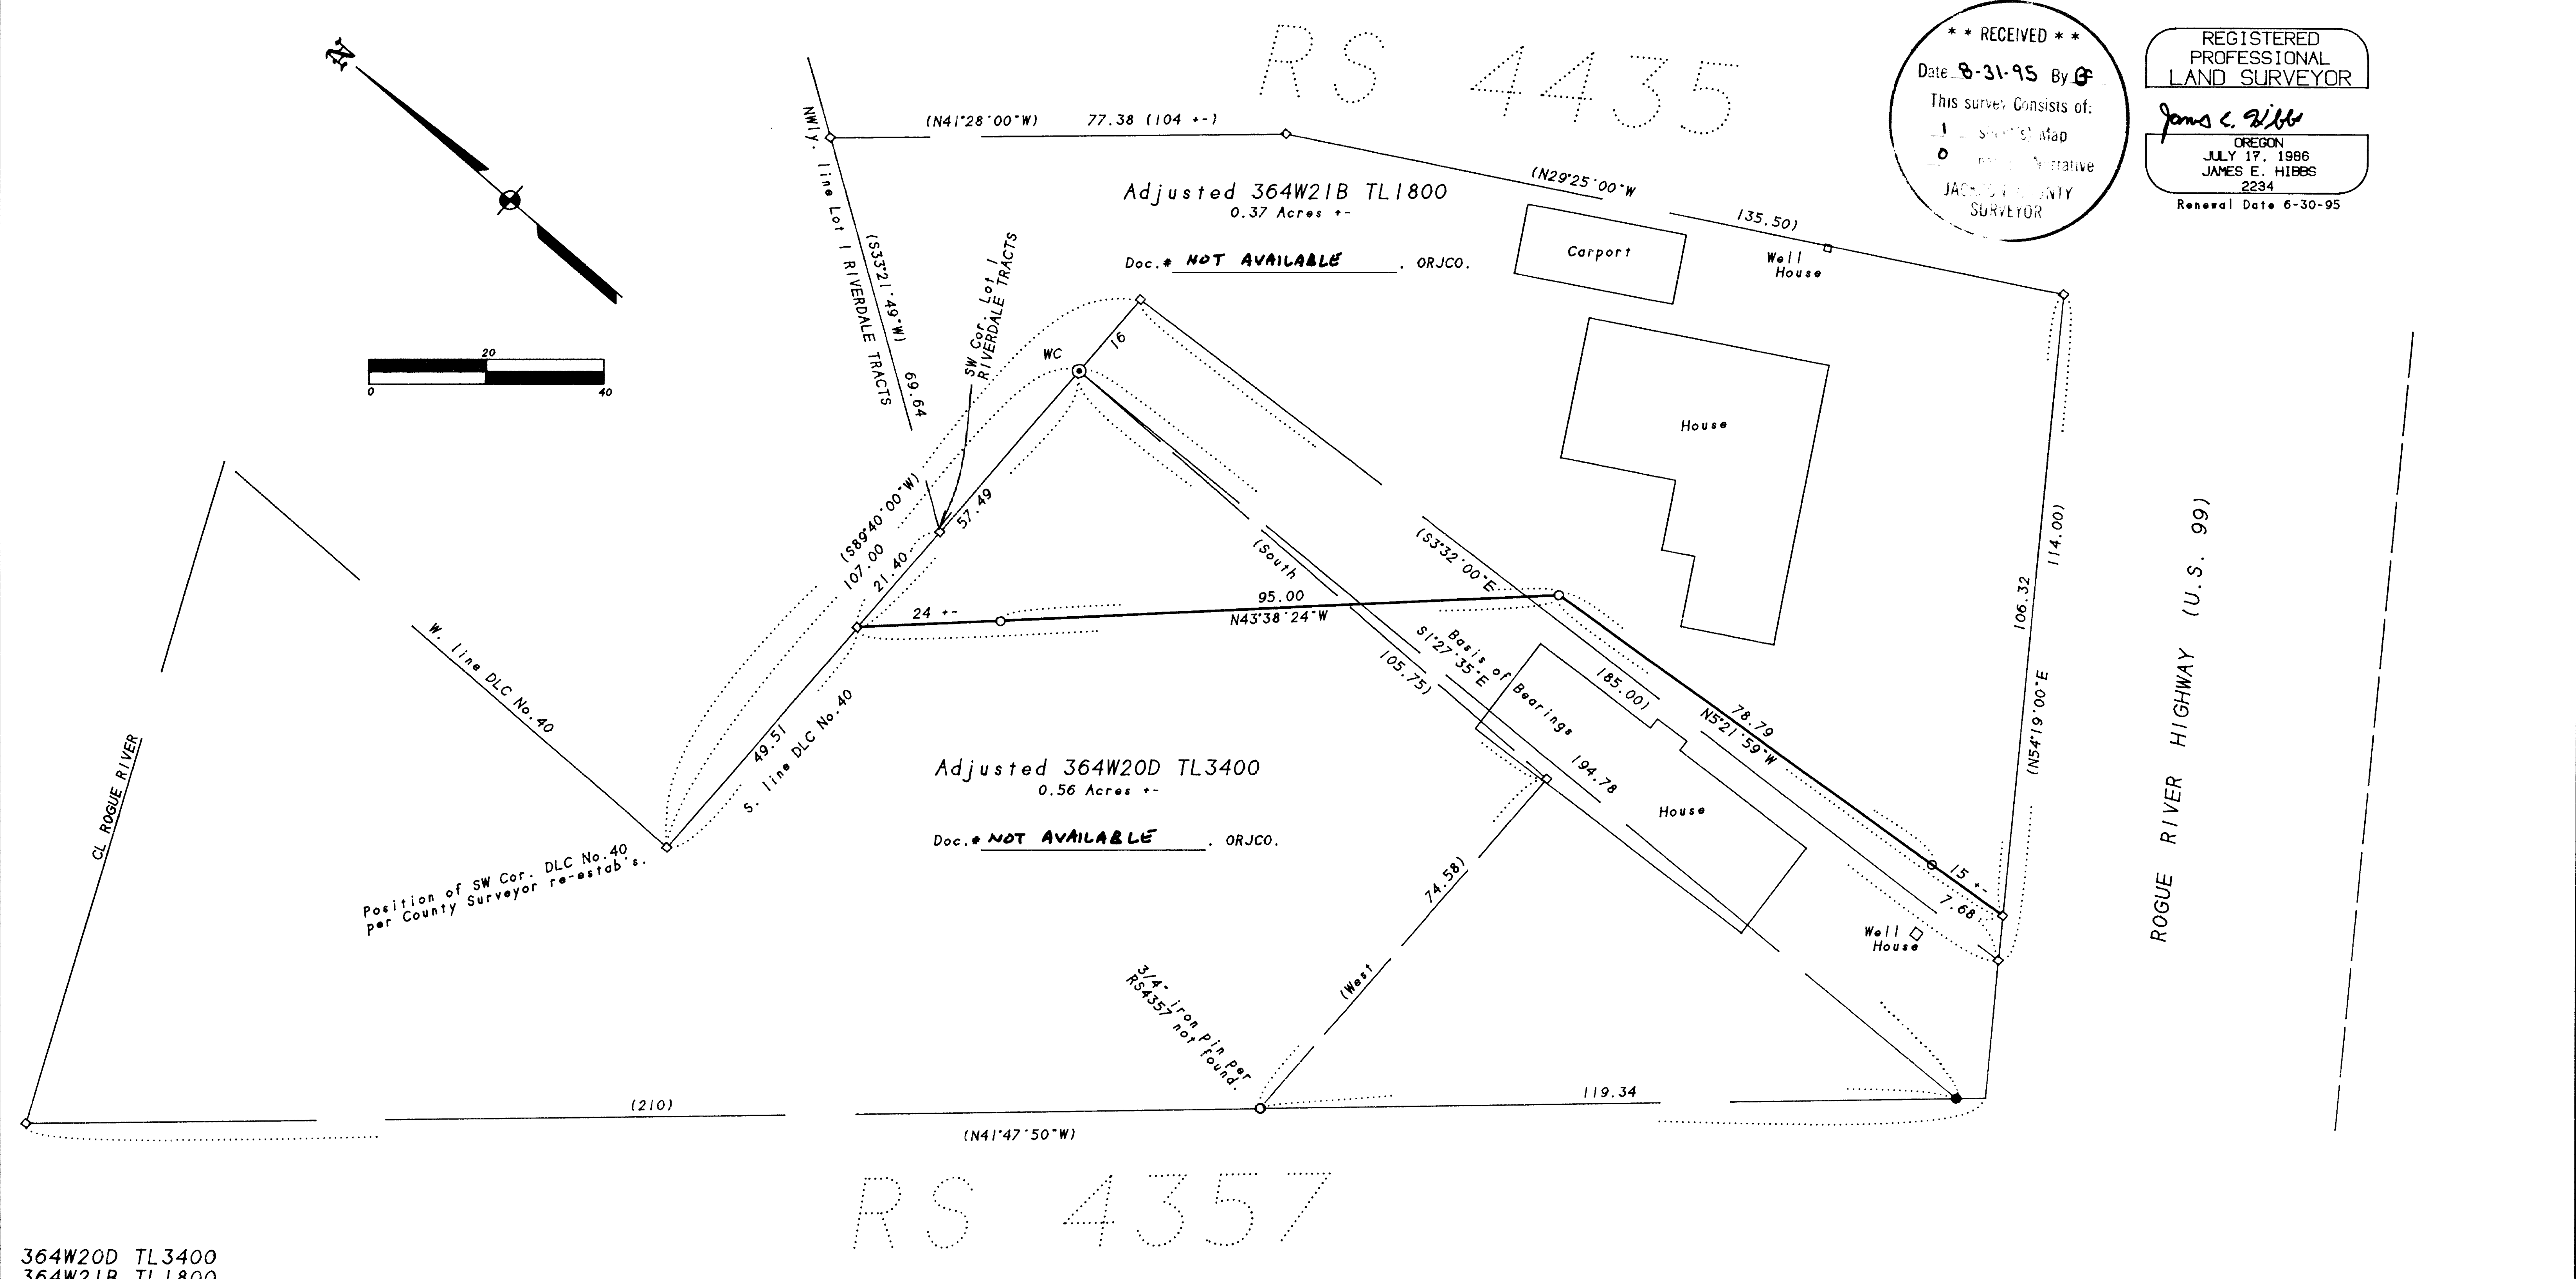 N
RS 4435
* * RECEIVED * *
Date 8-31-95 By
This survey Consists of:
1 Map
0 Narrative
SURVEYOR
REGISTERED
PROFESSIONAL
LAND SURVEYOR
James E. Hibbs
OREGON
JULY 17, 1986
JAMES E. HIBBS
2234
Renewal Date 6-30-95
NWly. line Lot 1 RIVERDALE TRACTS
(N41°28'00"W) 77.38 (104 +-)
(N29°25'00"W 135.50)
Adjusted 364W21B TL1800
0.37 Acres +-
Doc.# NOT AVAILABLE . ORJCO.
Carport
Well
House
(S33°21'49"W) 69.64
SW Cor. Lot 1
RIVERDALE TRACTS
20
0 40
WC
16
House
57.49
(S89°40'00"W)
107.00
21.40
(South
105.75)
(S3°32'00"E
185.00)
106.32
114.00)
(N54°19'00"E
ROGUE RIVER HIGHWAY (U.S. 99)
24 +-
95.00
N43°38'24"W
Basis of Bearings
S1°27'35"E
194.78
78.79
N5°21'59"W
15 +-
7.68
W. line DLC No.40
49.51
S. line DLC No.40
CL ROGUE RIVER
Adjusted 364W20D TL3400
0.56 Acres +-
Doc.# NOT AVAILABLE . ORJCO.
House
Well
House
Position of SW Cor. DLC No.40
per County Surveyor re-estab's.
(West
74.58)
3/4" iron pin per
RS4357 not found.
(210)
119.34
(N41°47'50"W)
RS 4357
364W20D TL3400
364W21B TL1800